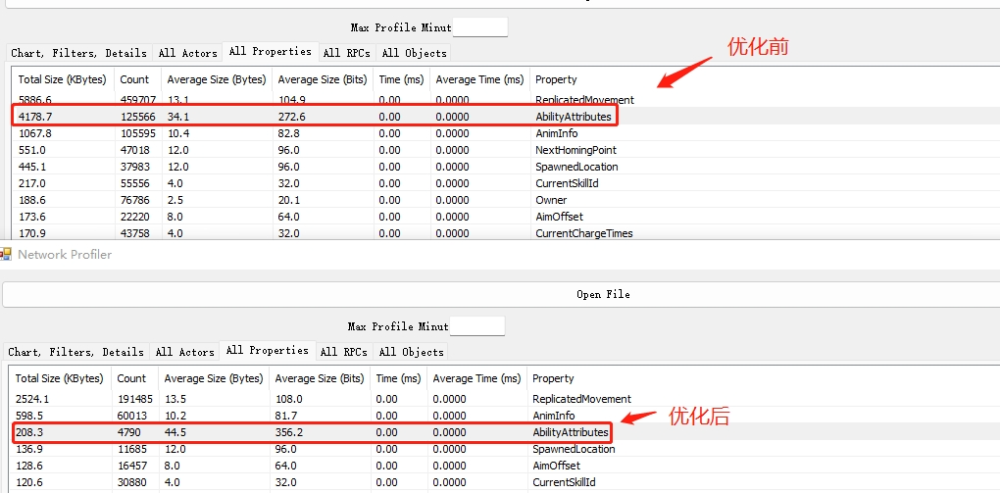 Max Profile Minut
Chart, Filters, Details All Actors All Properties All RPCs All Objects
优化前
Total Size (KBytes) Count Average Size (Bytes) Average Size (Bits) Time (ms) Average Time (ms) Property
5886.6 459707 13.1 104.9 0.00 0.0000 ReplicatedMovement
4178.7 125566 34.1 272.6 0.00 0.0000 AbilityAttributes
1067.8 105595 10.4 82.8 0.00 0.0000 AnimInfo
551.0 47018 12.0 96.0 0.00 0.0000 NextHomingPoint
445.1 37983 12.0 96.0 0.00 0.0000 SpawnedLocation
217.0 55556 4.0 32.0 0.00 0.0000 CurrentSkillId
188.6 76786 2.5 20.1 0.00 0.0000 Owner
173.6 22220 8.0 64.0 0.00 0.0000 AimOffset
170.9 43758 4.0 32.0 0.00 0.0000 CurrentChargeTimes
Network Profiler
Open File
Max Profile Minut
Chart, Filters, Details All Actors All Properties All RPCs All Objects
Total Size (KBytes) Count Average Size (Bytes) Average Size (Bits) Time (ms) Average Time (ms) Property
2524.1 191485 13.5 108.0 0.00 0.0000 ReplicatedMovement
598.5 60013 10.2 81.7 0.00 0.0000 AnimInfo
优化后
208.3 4790 44.5 356.2 0.00 0.0000 AbilityAttributes
136.9 11685 12.0 96.0 0.00 0.0000 SpawnedLocation
128.6 16457 8.0 64.0 0.00 0.0000 AimOffset
120.6 30880 4.0 32.0 0.00 0.0000 CurrentSkillId